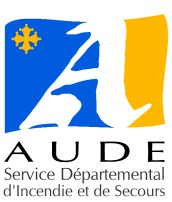 A
AUDE
Service Départemental
d'Incendie et de Secours